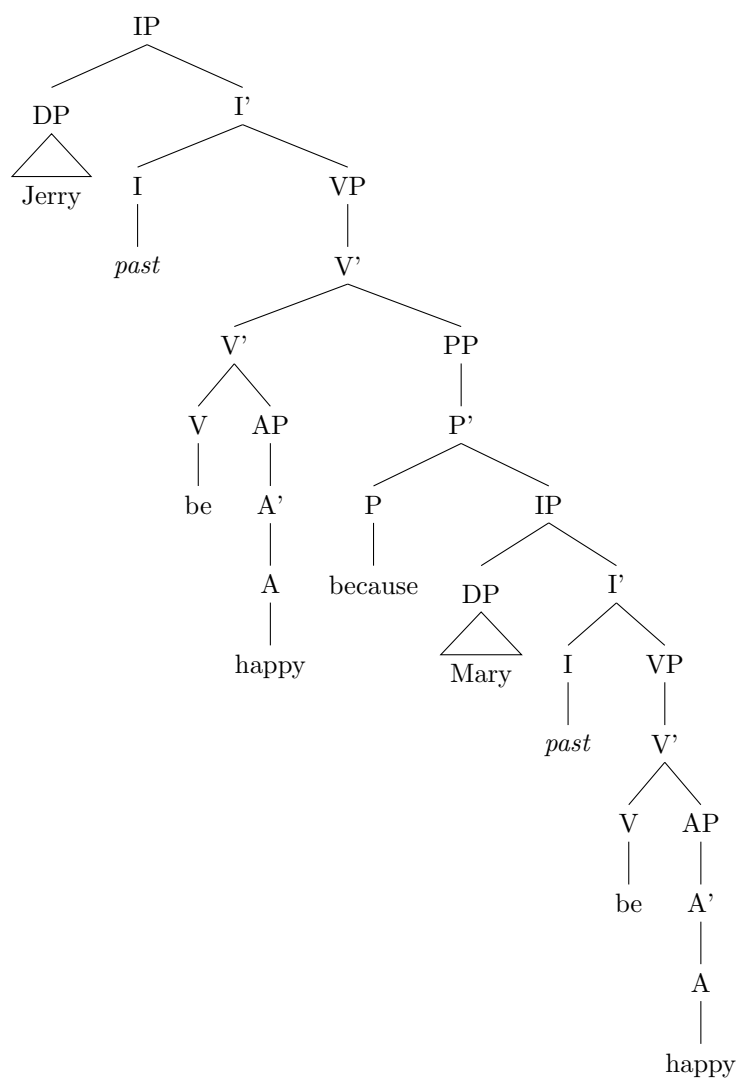 IP
DP I'
Jerry I VP
past V'
V' PP
V AP P'
be A' P IP
A because DP I'
happy Mary I VP
past V'
V AP
be A'
A
happy